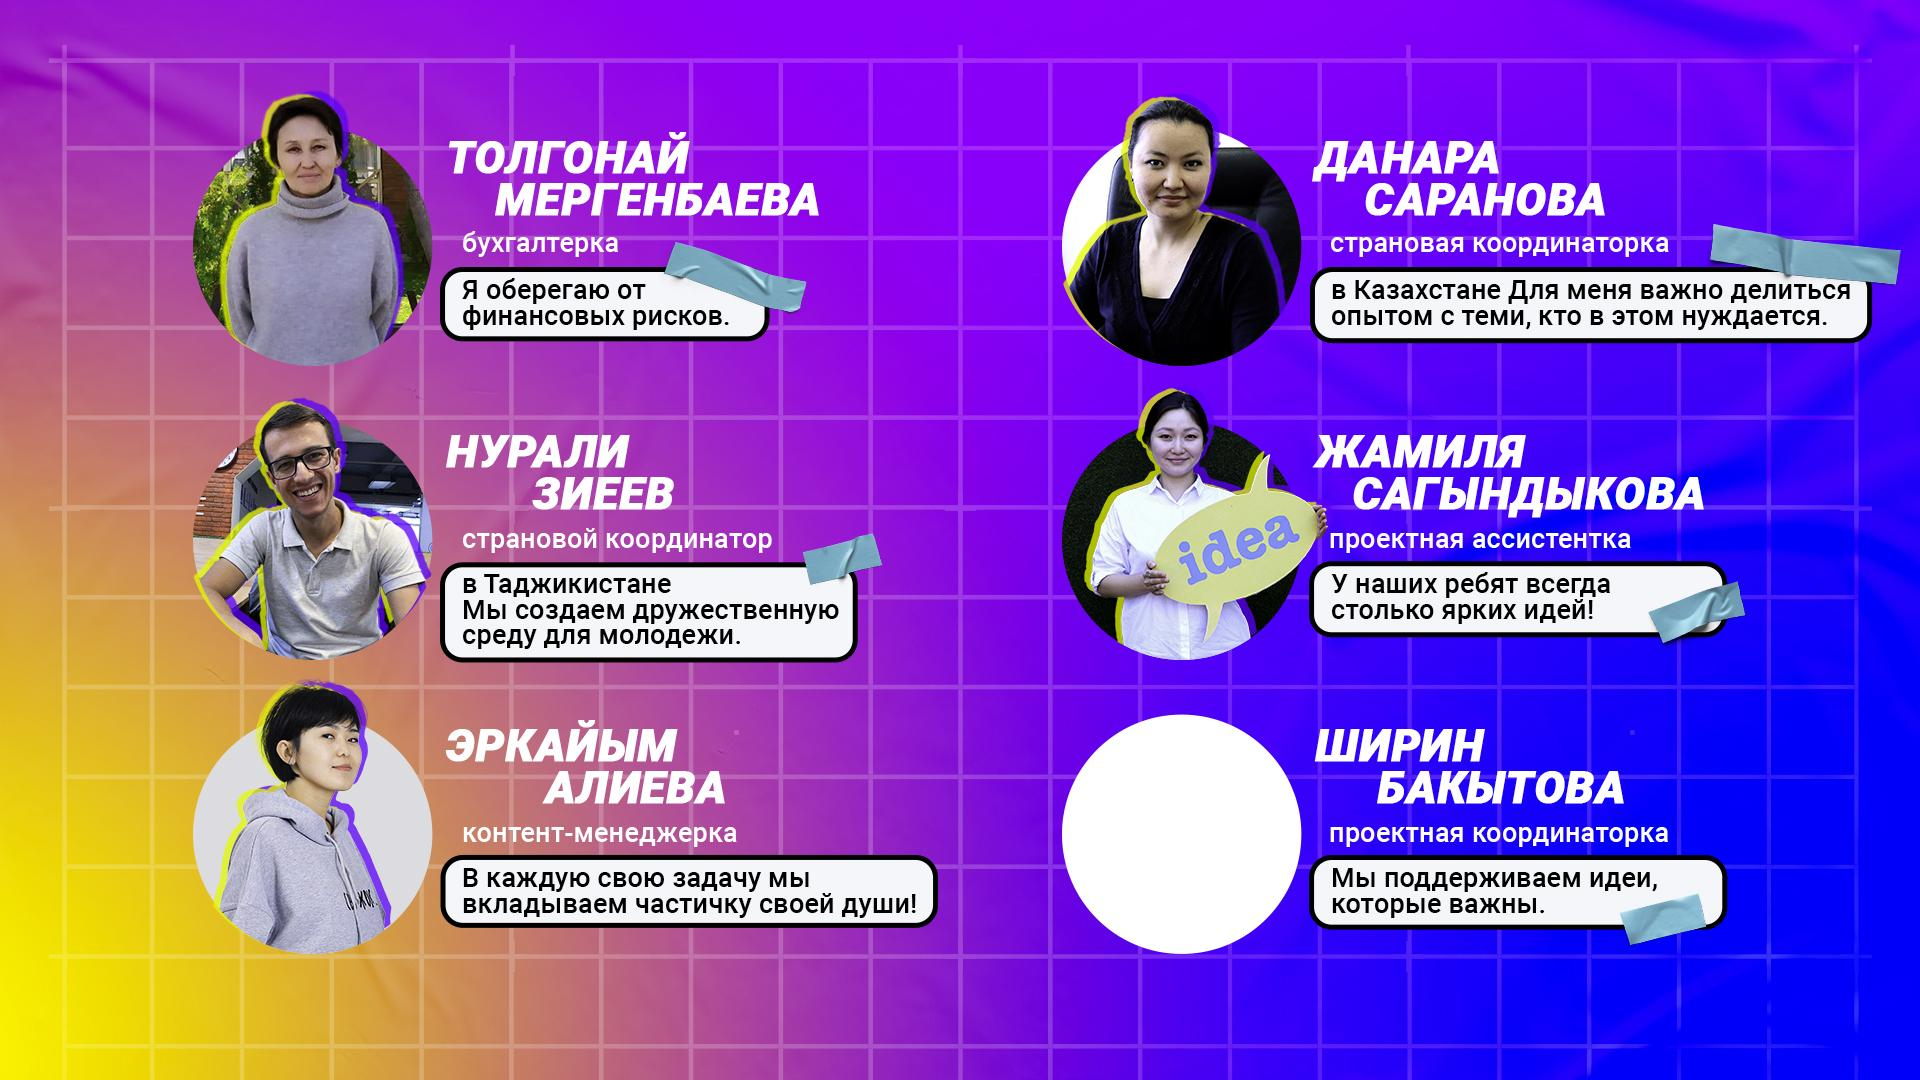 ТОЛГОНАЙ
МЕРГЕНБАЕВА
бухгалтерка
Я оберегаю от
финансовых рисков.
ДАНАРА
САРАНОВА
страновая координаторка
в Казахстане Для меня важно делиться
опытом с теми, кто в этом нуждается.
НУРАЛИ
ЗИЕЕВ
страновой координатор
в Таджикистане
Мы создаем дружественную
среду для молодежи.
ЖАМИЛЯ
САГЫНДЫКОВА
idea
проектная ассистентка
У наших ребят всегда
столько ярких идей!
ЭРКАЙЫМ
АЛИЕВА
контент-менеджерка
В каждую свою задачу мы
вкладываем частичку своей души!
ШИРИН
БАКЫТОВА
проектная координаторка
Мы поддерживаем идеи,
которые важны.